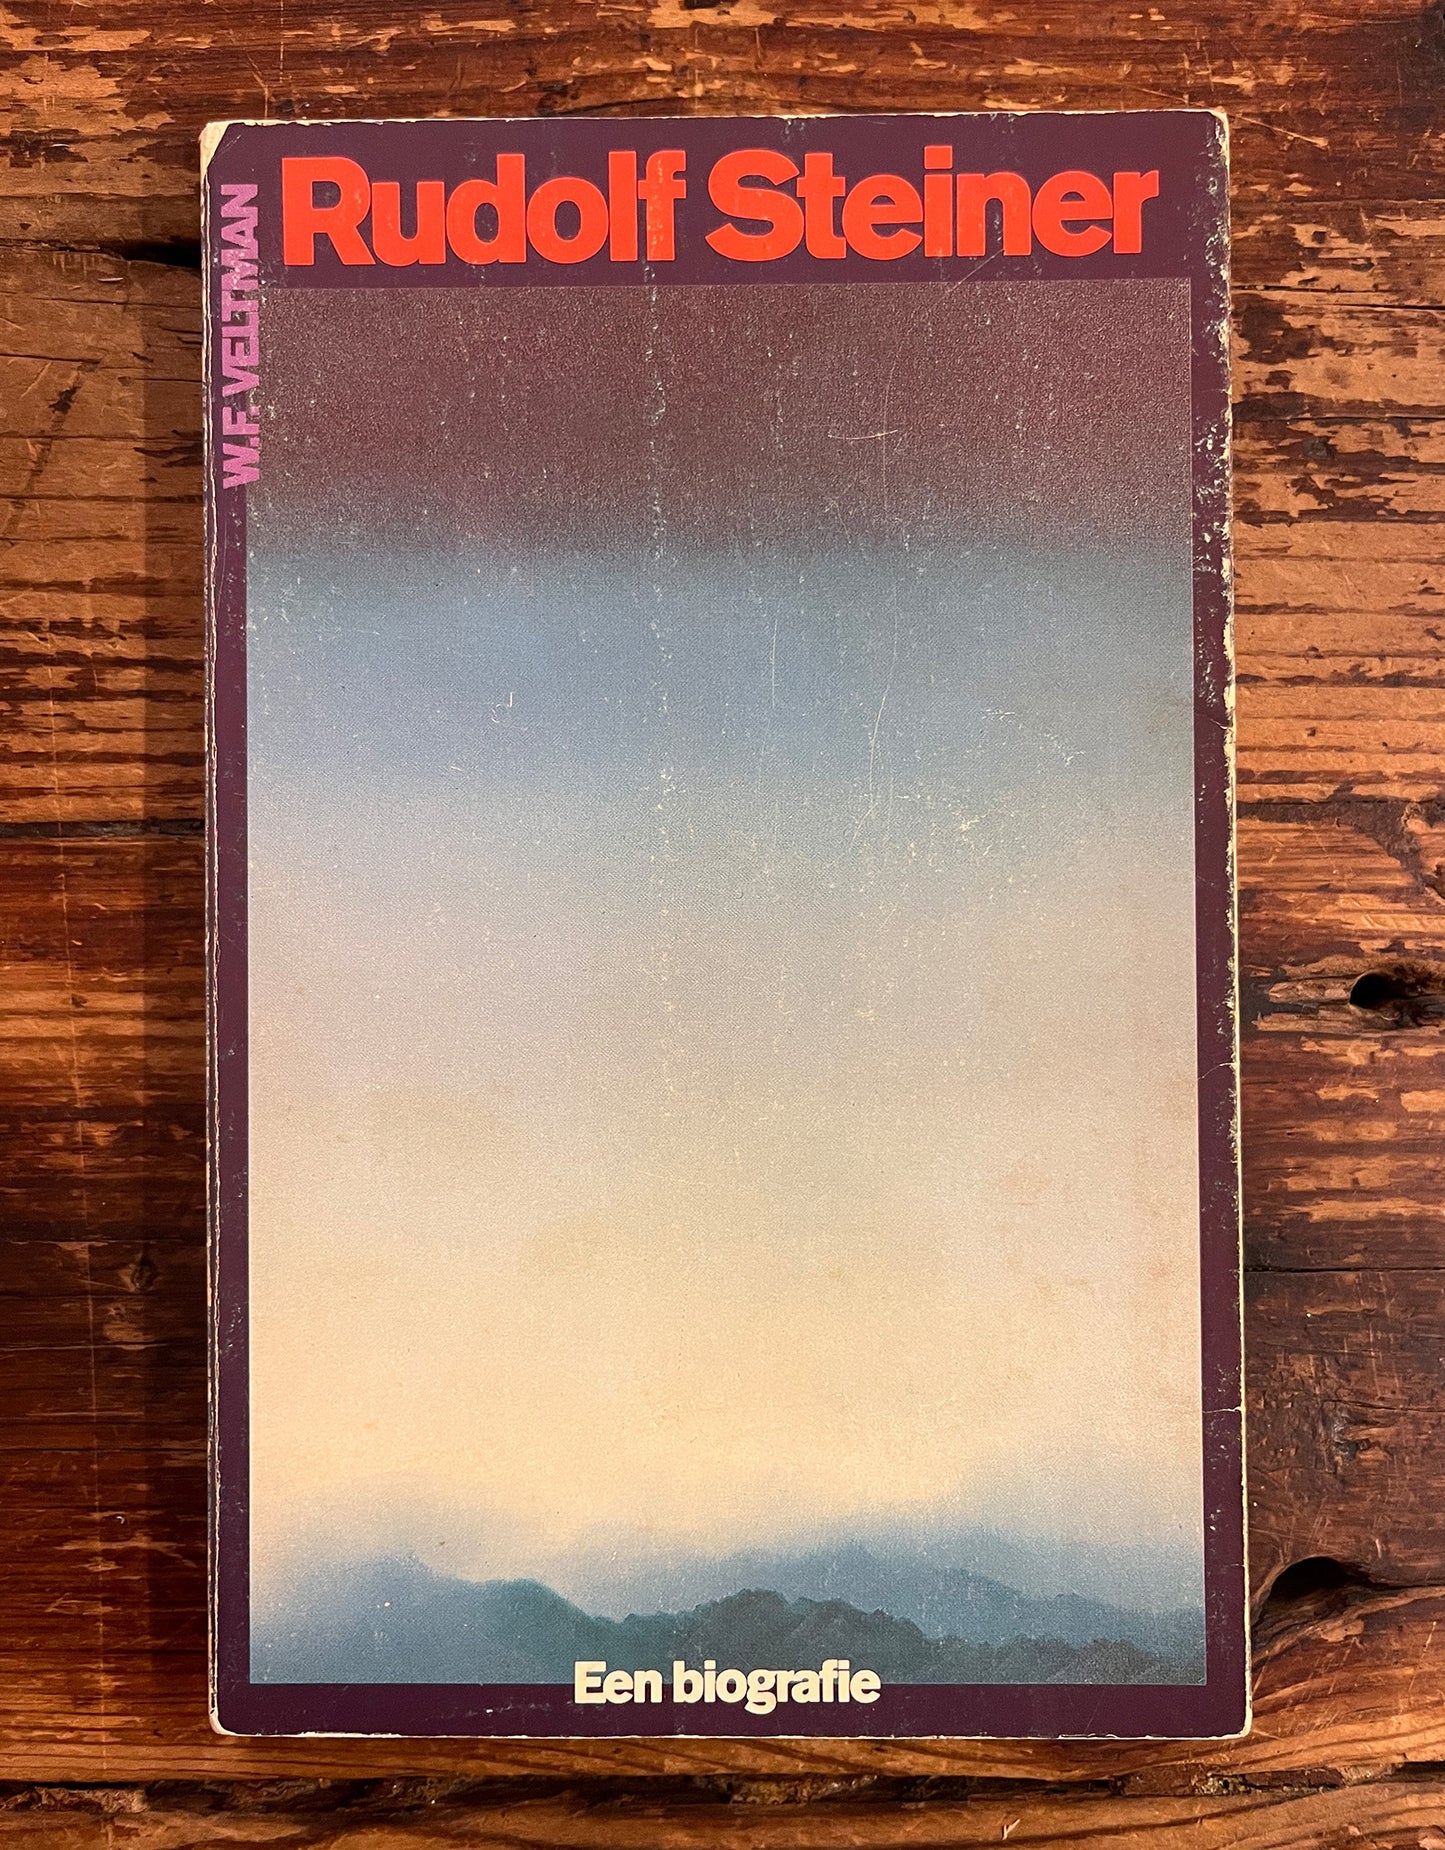 Rudolf Steiner
W.F. VELTMAN
Een biografie